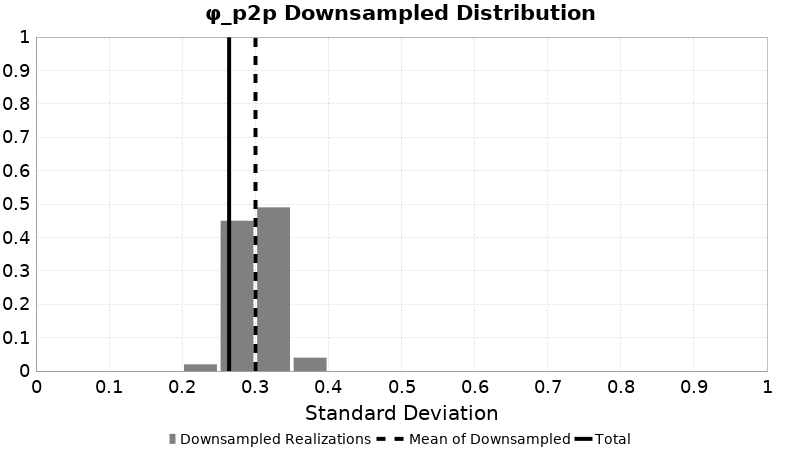 φ_p2p Downsampled Distribution
1
0.9
0.8
0.7
0.6
0.5
0.4
0.3
0.2
0.1
0
0 0.1 0.2 0.3 0.4 0.5 0.6 0.7 0.8 0.9 1
Standard Deviation
Downsampled Realizations Mean of Downsampled Total